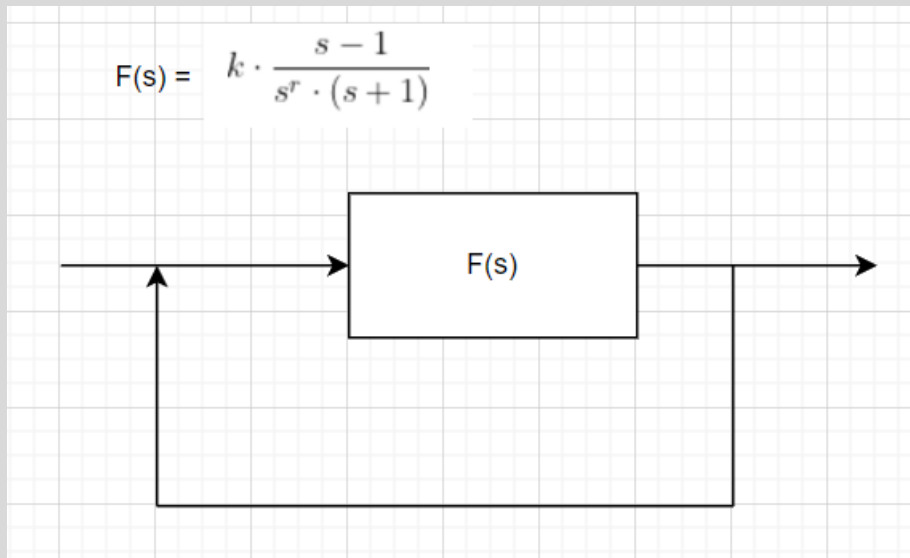 F(s) = k · (s − 1) / (s^r · (s + 1))
F(s)